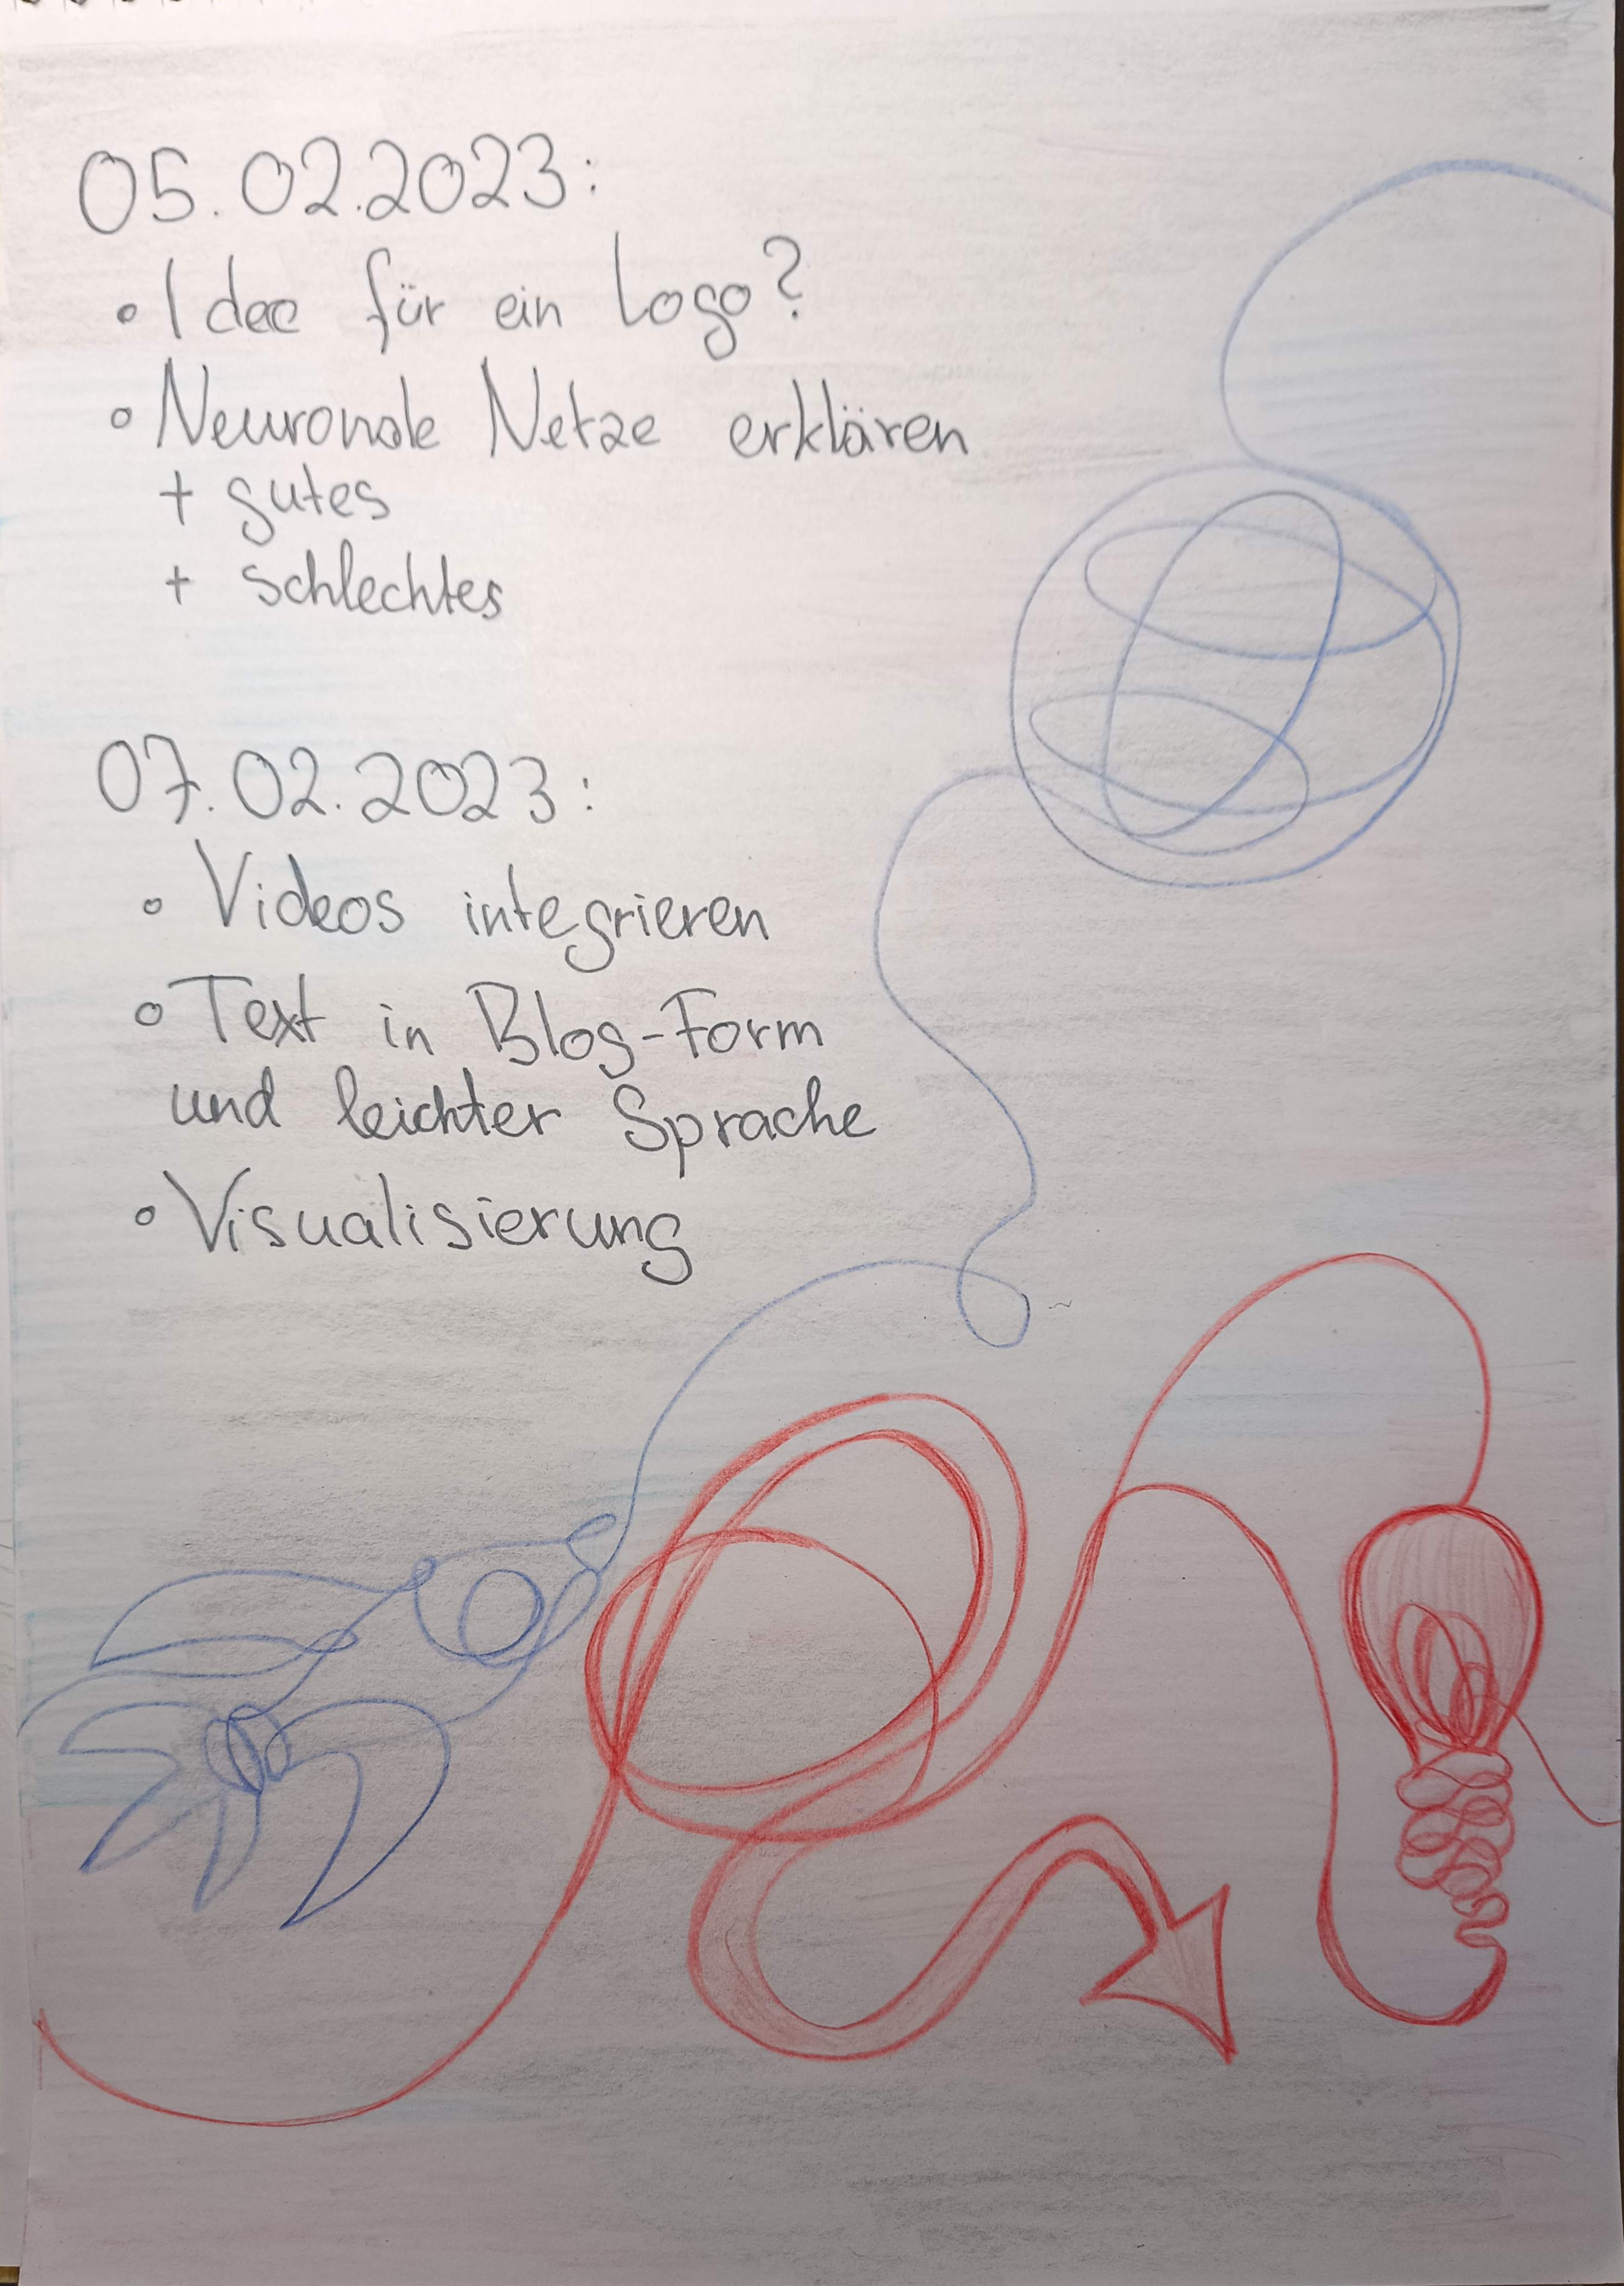 05.02.2023:
• Idee für ein Logo?
• Neuronale Netze erklären
+ gutes
+ schlechtes
07.02.2023:
• Videos integrieren
• Text in Blog-Form
und leichter Sprache
• Visualisierung